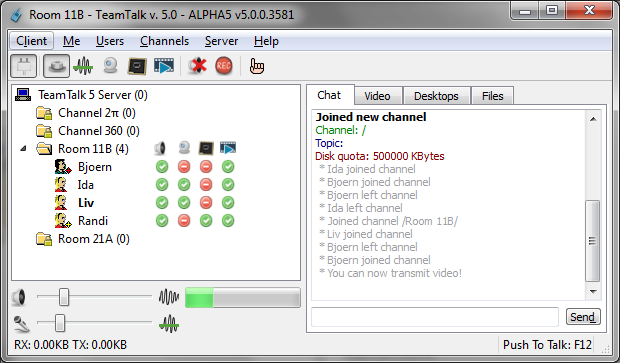 Room 11B - TeamTalk v. 5.0 - ALPHA5 v5.0.0.3581
Client Me Users Channels Server Help
REC
TeamTalk 5 Server (0)
Channel 2π (0)
Channel 360 (0)
Room 11B (4)
Bjoern
Ida
Liv
Randi
Room 21A (0)
Chat Video Desktops Files
Joined new channel
Channel: /
Topic:
Disk quota: 500000 KBytes
* Ida joined channel
* Bjoern joined channel
* Bjoern left channel
* Ida left channel
* Joined channel /Room 11B/
* Liv joined channel
* Bjoern left channel
* Bjoern joined channel
* You can now transmit video!
Send
RX: 0.00KB TX: 0.00KB
Push To Talk: F12